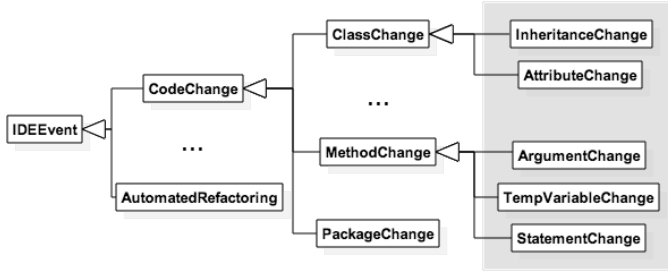 ClassChange
InheritanceChange
AttributeChange
CodeChange
...
IDEEvent
...
MethodChange
ArgumentChange
AutomatedRefactoring
TempVariableChange
PackageChange
StatementChange